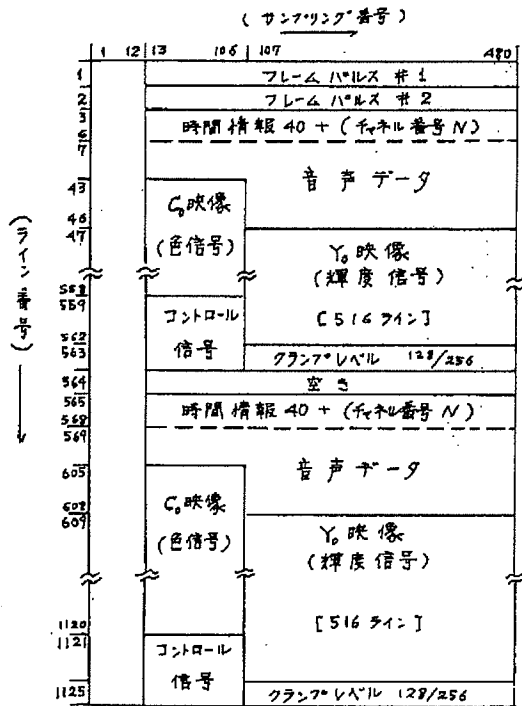 (サンプリング番号)
1 12 13 106 107 480
1 フレームパルス #1
2 フレームパルス #2
3 時間情報40+(チャネル番号N)
6
7
音声データ
43
C₀映像
46
47
(色信号)
Y₀映像
(輝度信号)
(ライン番号)
558
559
コントロール
信号
[516ライン]
562
563
クランプレベル 128/256
564 空き
565 時間情報40+(チャネル番号N)
568
569
音声データ
605
C₀映像
608
609
(色信号)
Y₀映像
(輝度信号)
[516ライン]
1120
1121
コントロール
信号
1125 クランプレベル 128/256